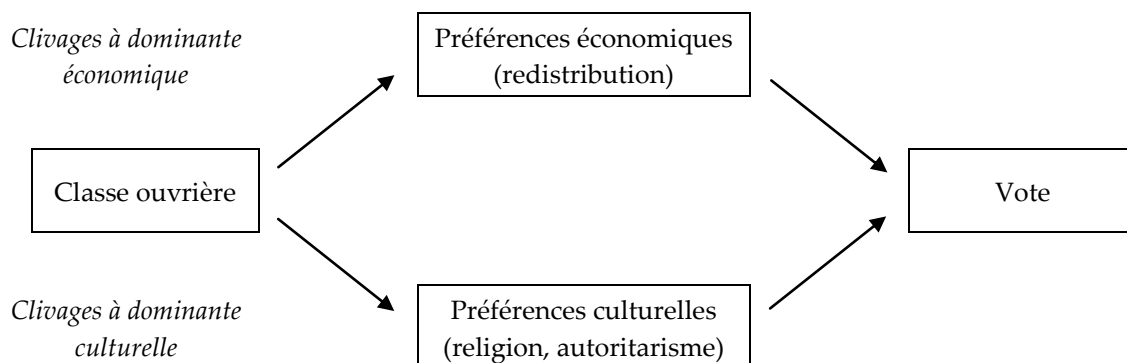 Clivages à dominante
économique
Préférences économiques
(redistribution)
Classe ouvrière
Vote
Clivages à dominante
culturelle
Préférences culturelles
(religion, autoritarisme)